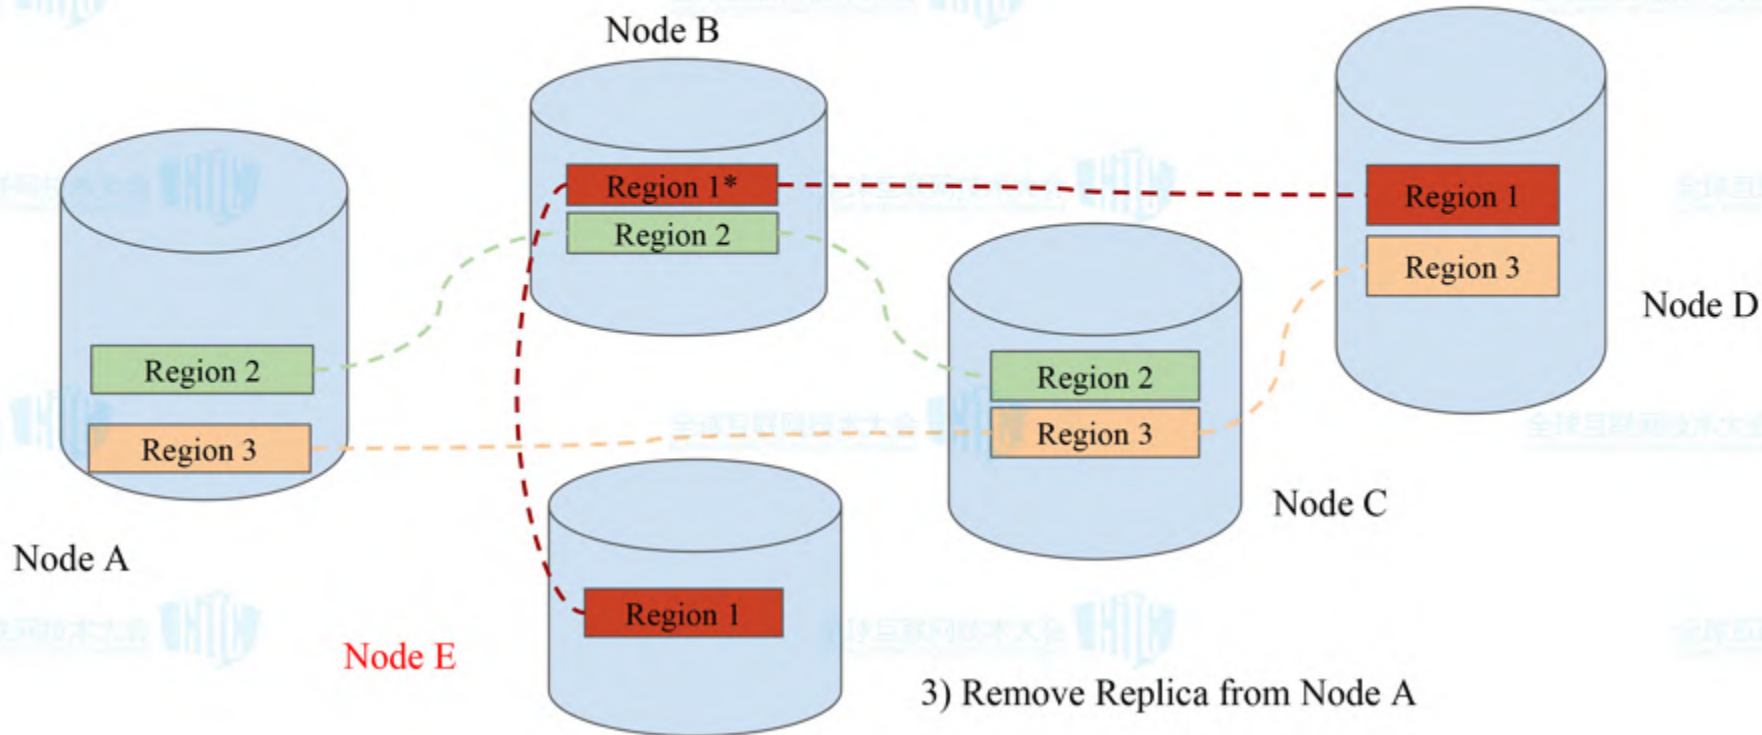 Node B
Region 1*
Region 2
Region 1
Region 3
Node D
Region 2
Region 3
Node A
Region 2
Region 3
Node C
Region 1
Node E
3) Remove Replica from Node A